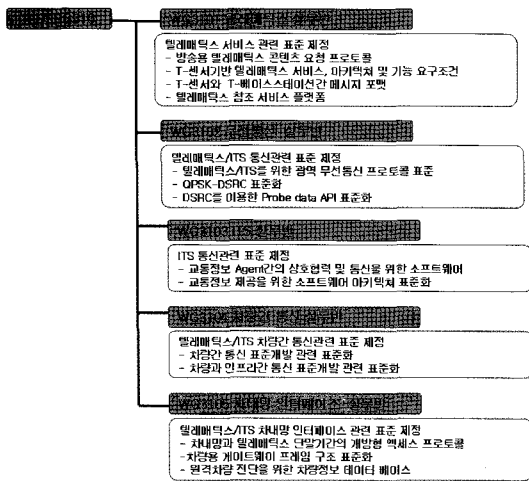 텔레매틱스 서비스 관련 표준 제정
- 방송용 텔레매틱스 콘텐츠 요청 프로토콜
- T-센서기반 텔레매틱스 서비스, 아키텍쳐 및 기능 요구조건
- T-센서와 T-베이스스테이션간 메시지 포맷
- 텔레매틱스 참조 서비스 플랫폼
텔레매틱스/ITS 통신관련 표준 제정
- 텔레매틱스/ITS를 위한 광역 무선통신 프로토콜 표준
- QPSK-DSRC 표준화
- DSRC를 이용한 Probe data API 표준화
ITS 통신관련 표준 제정
- 교통정보 Agent간의 상호협력 및 통신을 위한 소프트웨어
- 교통정보 제공을 위한 소프트웨어 아키텍쳐 표준화
텔레매틱스/ITS 차량간 통신관련 표준 제정
- 차량간 통신 표준개발 관련 표준화
- 차량과 인프라간 통신 표준개발 관련 표준화
텔레매틱스/ITS 차내망 인터페이스 관련 표준 제정
- 차내망과 텔레매틱스 단말기간의 개방형 액세스 프로토콜
-차량용 게이트웨이 프레임 구조 표준화
- 원격차량 진단을 위한 차량정보 데이터 베이스